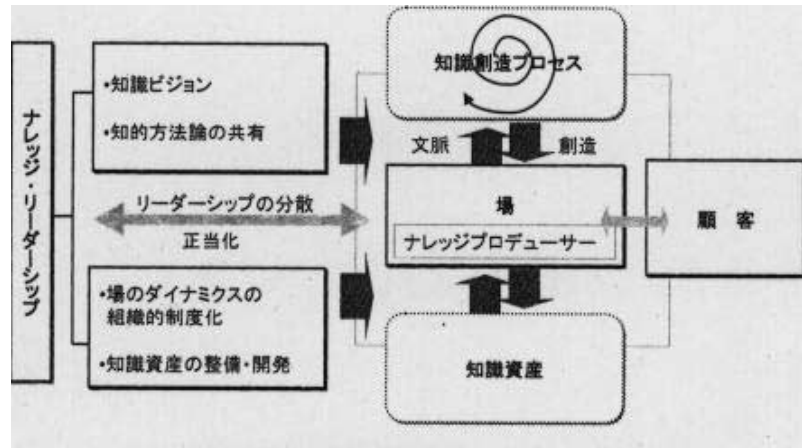 ナレッジ・リーダーシップ
・知識ビジョン
・知的方法論の共有
リーダーシップの分散
正当化
・場のダイナミクスの
組織的制度化
・知識資産の整備・開発
知識創造プロセス
文脈
創造
場
ナレッジプロデューサー
知識資産
顧 客